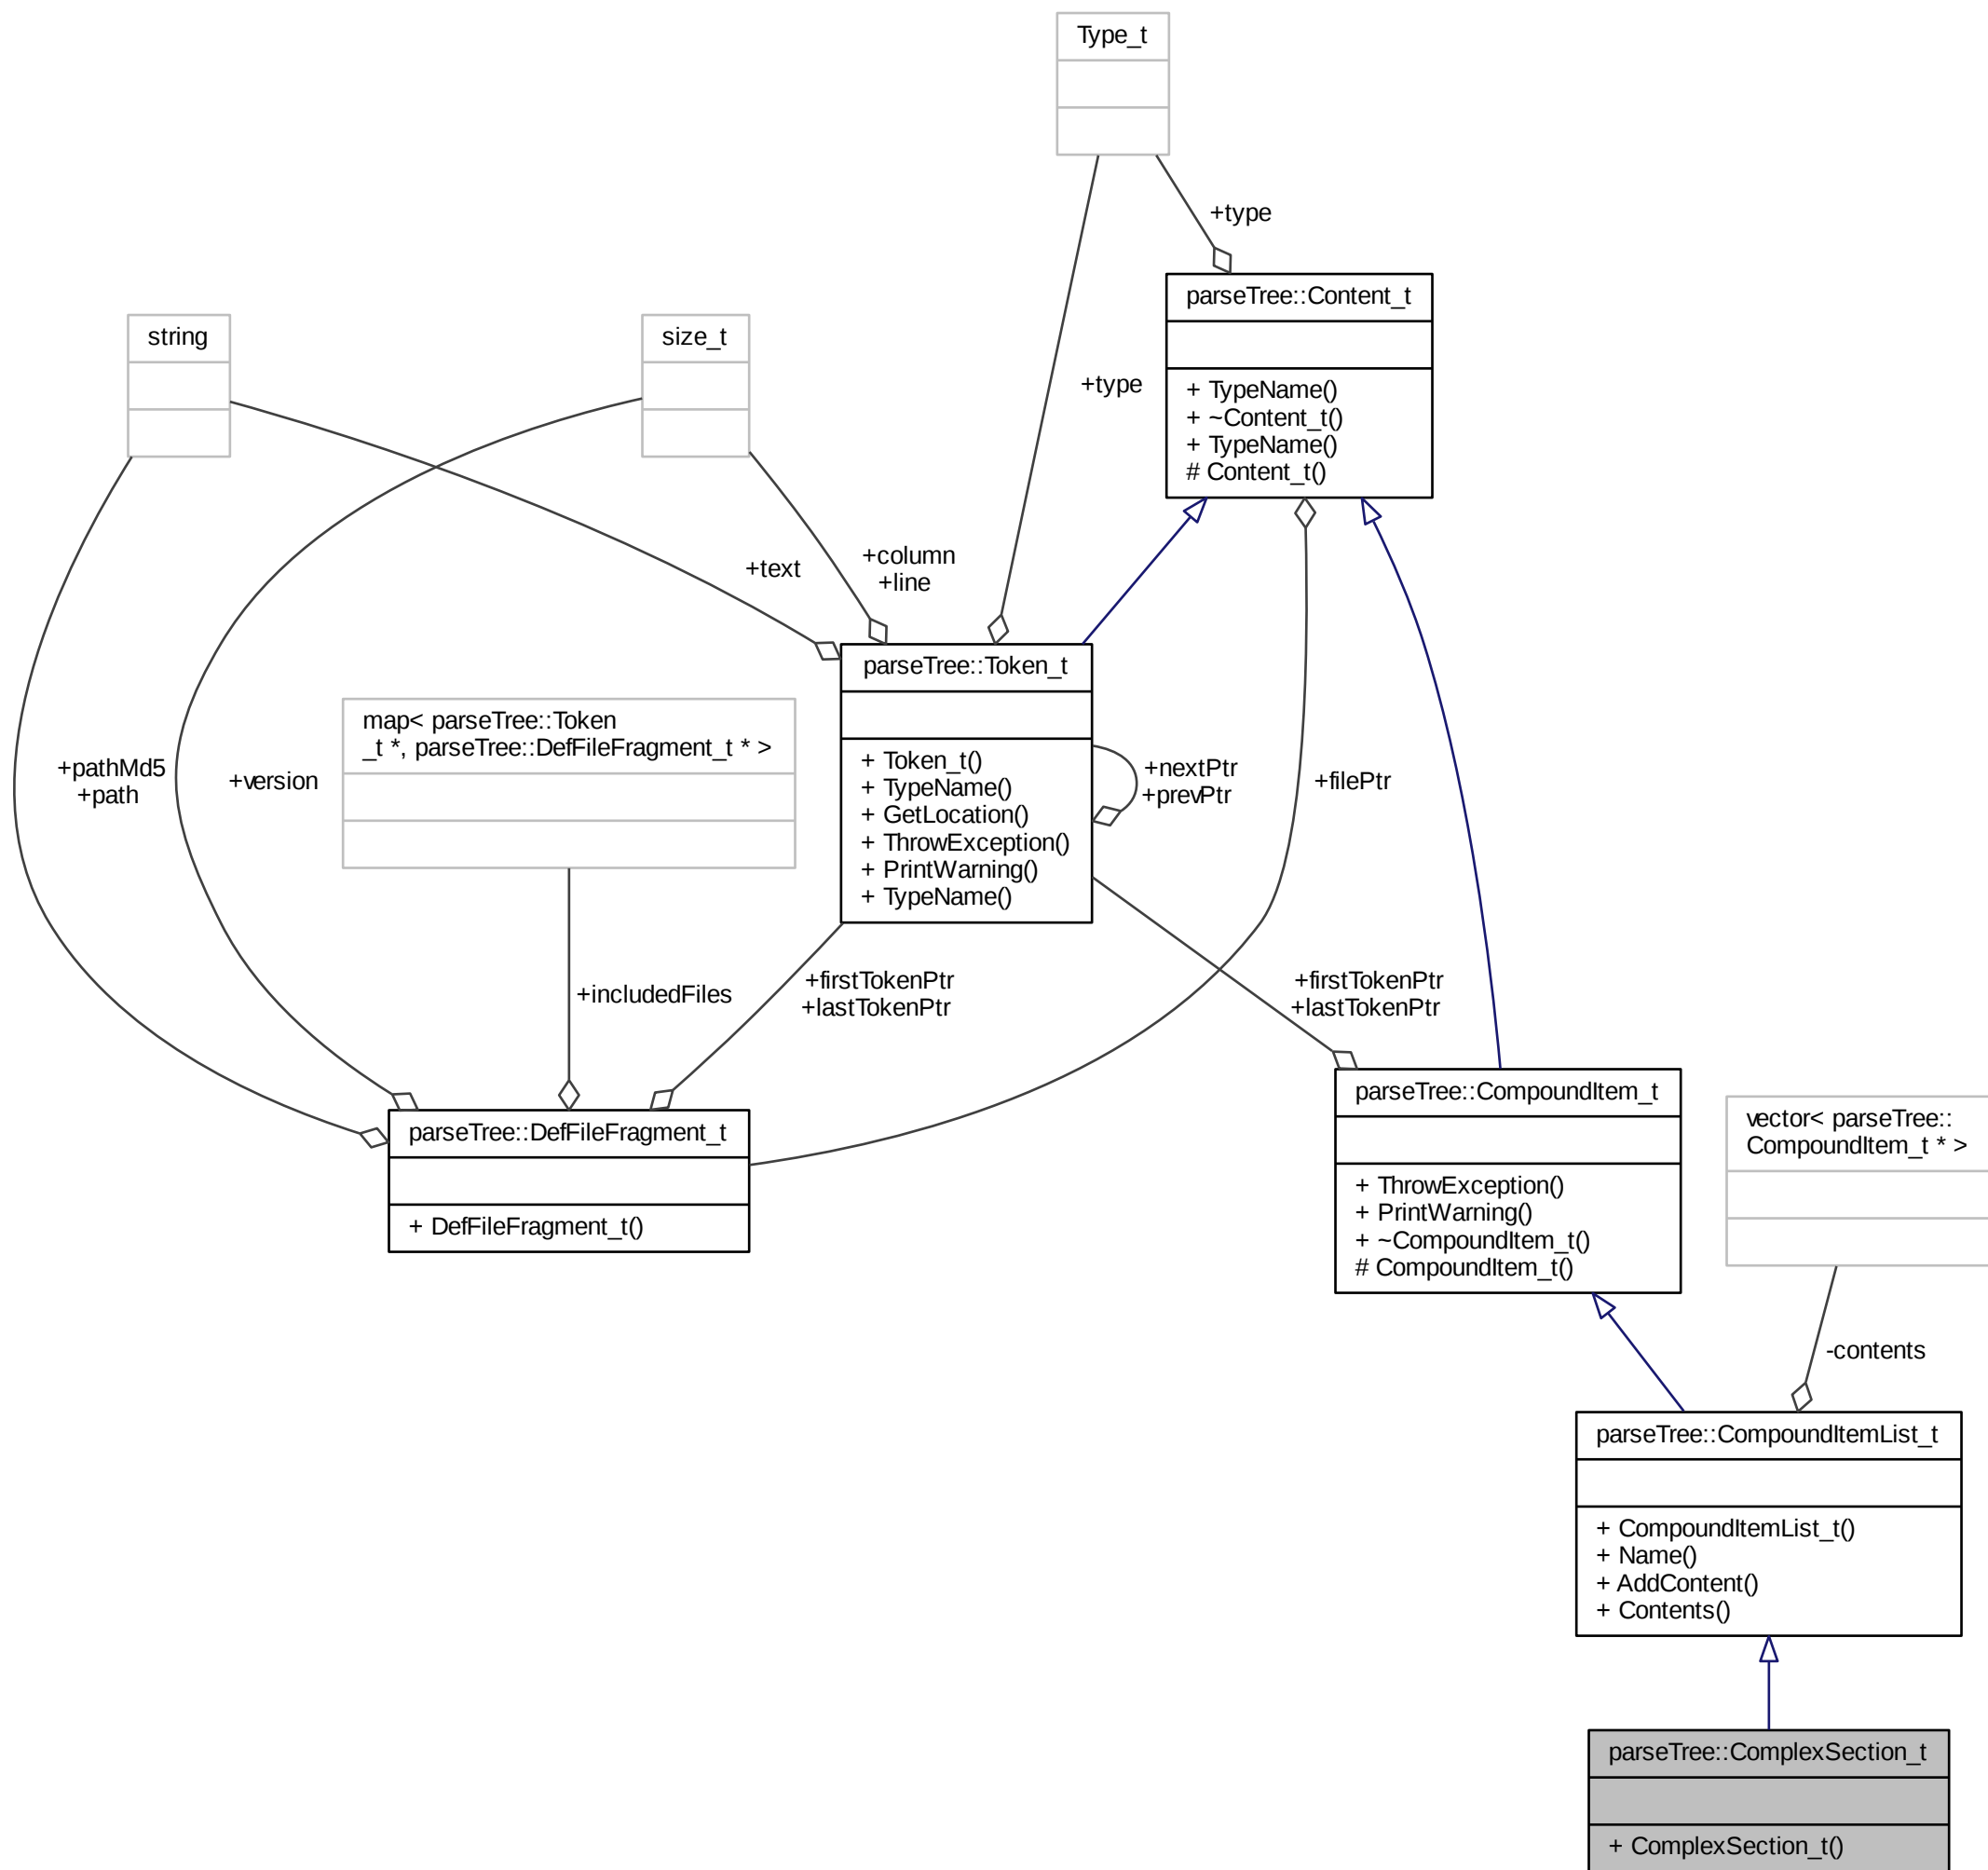 Type_t
+type
parseTree::Content_t
+ TypeName()
+ ~Content_t()
+ TypeName()
# Content_t()
string
size_t
+type
+text
+column
+line
parseTree::Token_t
+ Token_t()
+ TypeName()
+ GetLocation()
+ ThrowException()
+ PrintWarning()
+ TypeName()
+nextPtr
+prevPtr
+filePtr
map< parseTree::Token
_t *, parseTree::DefFileFragment_t * >
+pathMd5
+path
+version
+includedFiles
+firstTokenPtr
+lastTokenPtr
+firstTokenPtr
+lastTokenPtr
parseTree::DefFileFragment_t
+ DefFileFragment_t()
parseTree::CompoundItem_t
+ ThrowException()
+ PrintWarning()
+ ~CompoundItem_t()
# CompoundItem_t()
vector< parseTree::
CompoundItem_t * >
-contents
parseTree::CompoundItemList_t
+ CompoundItemList_t()
+ Name()
+ AddContent()
+ Contents()
parseTree::ComplexSection_t
+ ComplexSection_t()